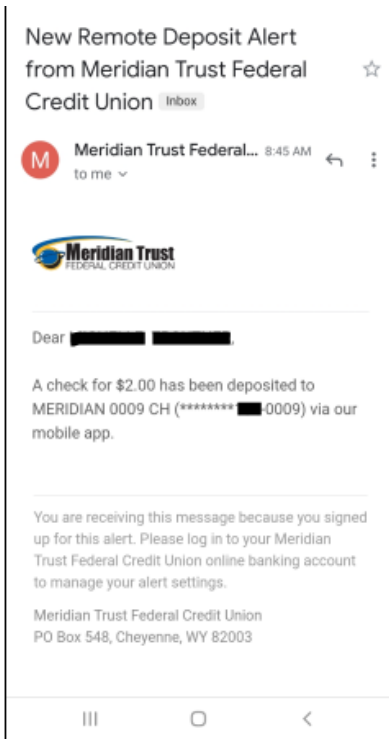 New Remote Deposit Alert
from Meridian Trust Federal
Credit Union Inbox
M
Meridian Trust Federal... 8:45 AM
to me
Meridian Trust
FEDERAL CREDIT UNION
Dear ,
A check for $2.00 has been deposited to
MERIDIAN 0009 CH (******** -0009) via our
mobile app.
You are receiving this message because you signed
up for this alert. Please log in to your Meridian
Trust Federal Credit Union online banking account
to manage your alert settings.
Meridian Trust Federal Credit Union
PO Box 548, Cheyenne, WY 82003